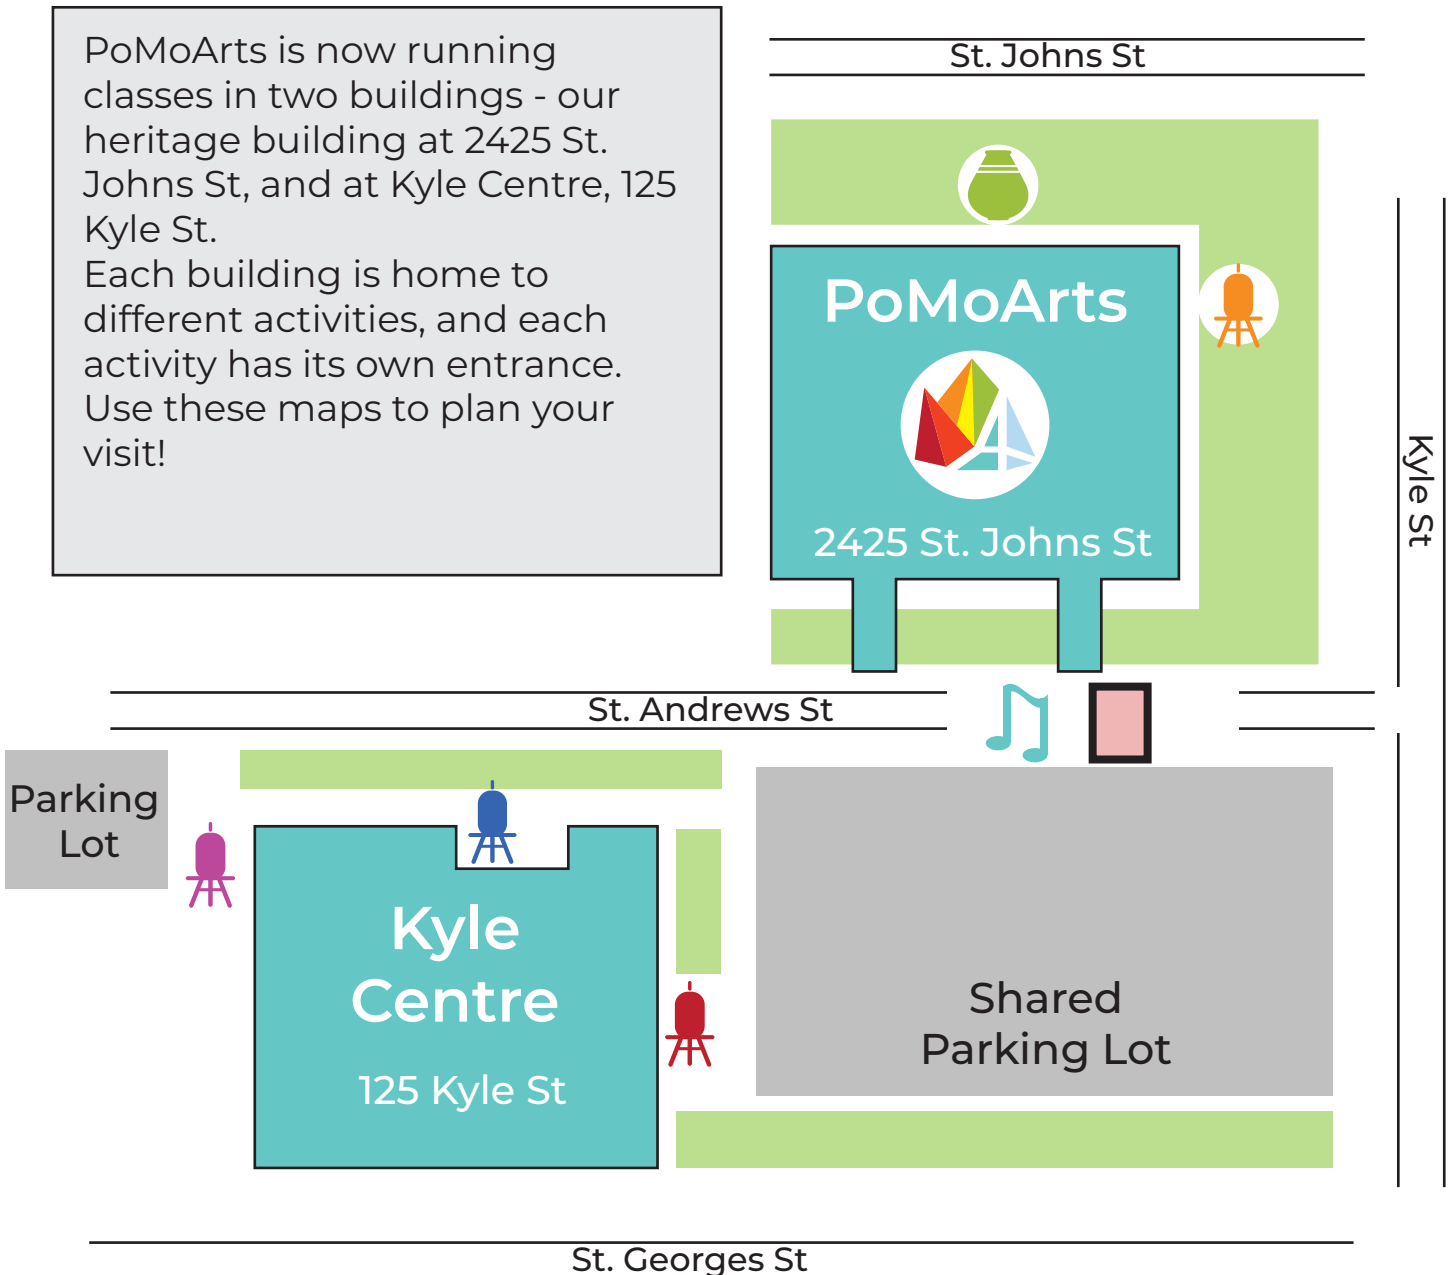 PoMoArts is now running
classes in two buildings - our
heritage building at 2425 St.
Johns St, and at Kyle Centre, 125
Kyle St.
Each building is home to
different activities, and each
activity has its own entrance.
Use these maps to plan your
visit!
St. Johns St
PoMoArts
2425 St. Johns St
Kyle St
St. Andrews St
Parking
Lot
Kyle
Centre
125 Kyle St
Shared
Parking Lot
St. Georges St